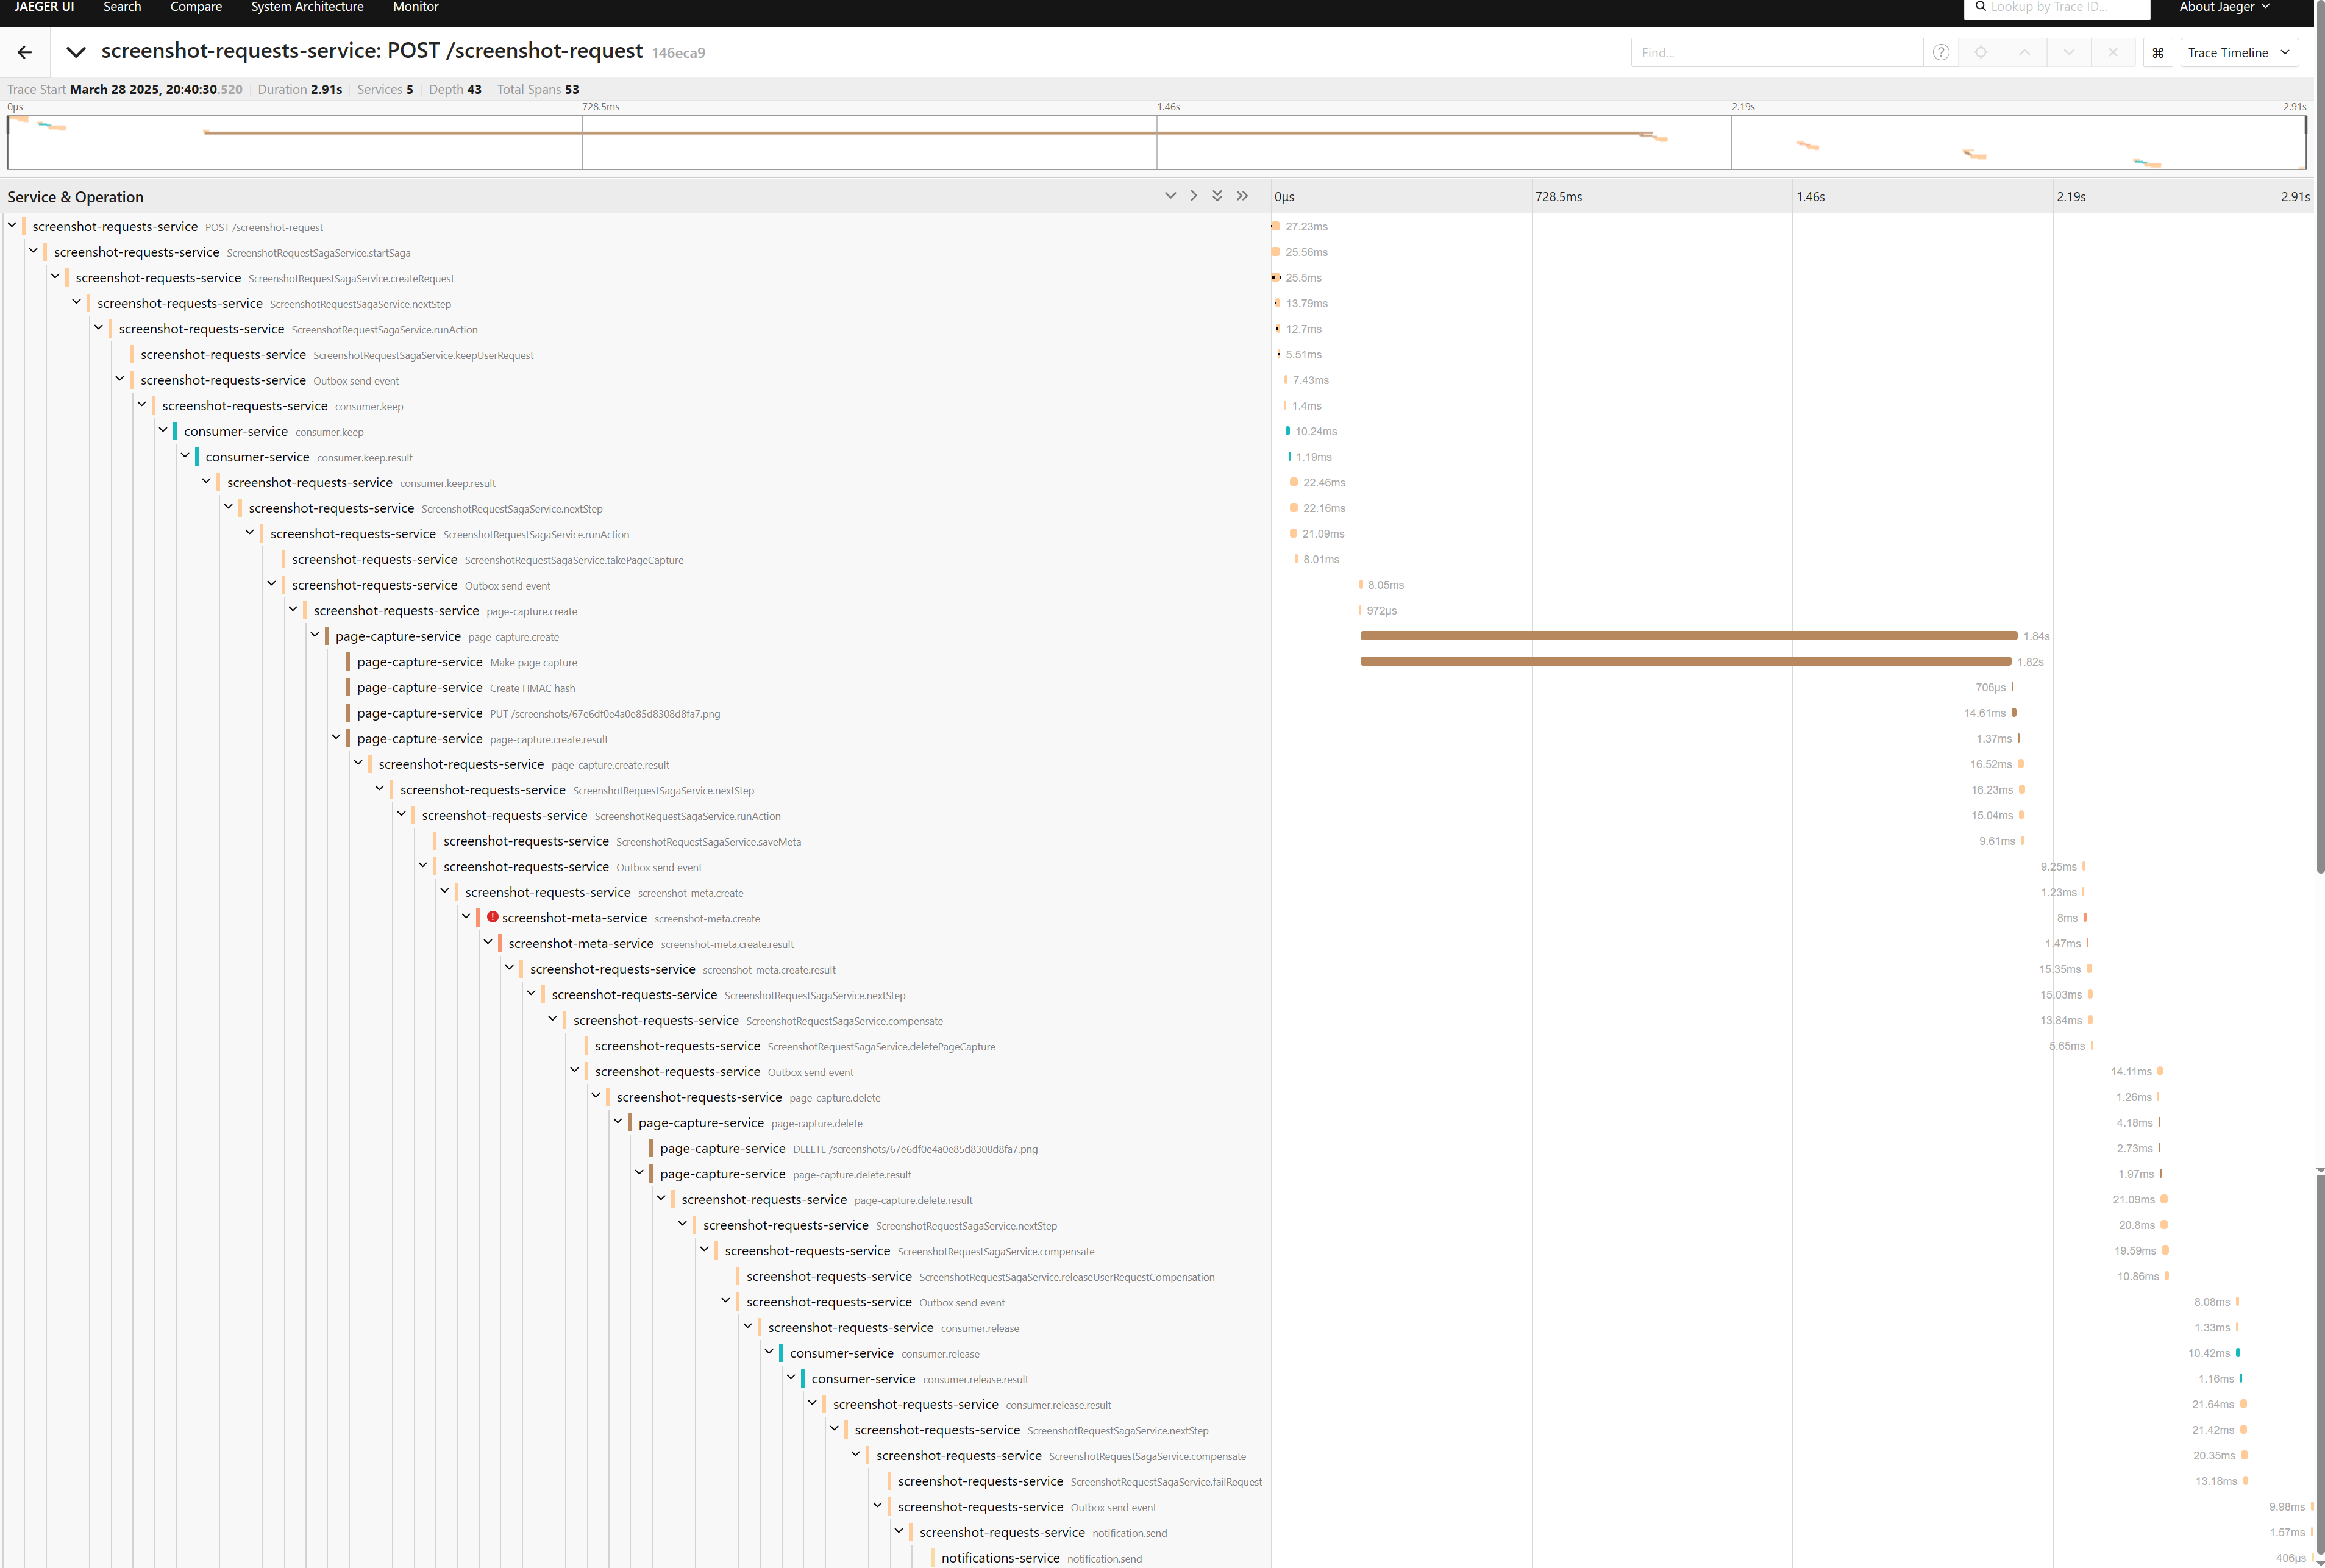 JAEGER UI Search Compare System Architecture Monitor Lookup by Trace ID... About Jaeger
screenshot-requests-service: POST /screenshot-request 146eca9 Find... ? ⌘ Trace Timeline
Trace Start March 28 2025, 20:40:30.520 Duration 2.91s Services 5 Depth 43 Total Spans 53
0μs 728.5ms 1.46s 2.19s 2.91s
Service & Operation 0μs 728.5ms 1.46s 2.19s 2.91s
screenshot-requests-service POST /screenshot-request 27.23ms
screenshot-requests-service ScreenshotRequestSagaService.startSaga 25.56ms
screenshot-requests-service ScreenshotRequestSagaService.createRequest 25.5ms
screenshot-requests-service ScreenshotRequestSagaService.nextStep 13.79ms
screenshot-requests-service ScreenshotRequestSagaService.runAction 12.7ms
screenshot-requests-service ScreenshotRequestSagaService.keepUserRequest 5.51ms
screenshot-requests-service Outbox send event 7.43ms
screenshot-requests-service consumer.keep 1.4ms
consumer-service consumer.keep 10.24ms
consumer-service consumer.keep.result 1.19ms
screenshot-requests-service consumer.keep.result 22.46ms
screenshot-requests-service ScreenshotRequestSagaService.nextStep 22.16ms
screenshot-requests-service ScreenshotRequestSagaService.runAction 21.09ms
screenshot-requests-service ScreenshotRequestSagaService.takePageCapture 8.01ms
screenshot-requests-service Outbox send event 8.05ms
screenshot-requests-service page-capture.create 972μs
page-capture-service page-capture.create 1.84s
page-capture-service Make page capture 1.82s
page-capture-service Create HMAC hash 706μs
page-capture-service PUT /screenshots/67e6df0e4a0e85d8308d8fa7.png 14.61ms
page-capture-service page-capture.create.result 1.37ms
screenshot-requests-service page-capture.create.result 16.52ms
screenshot-requests-service ScreenshotRequestSagaService.nextStep 16.23ms
screenshot-requests-service ScreenshotRequestSagaService.runAction 15.04ms
screenshot-requests-service ScreenshotRequestSagaService.saveMeta 9.61ms
screenshot-requests-service Outbox send event 9.25ms
screenshot-requests-service screenshot-meta.create 1.23ms
! screenshot-meta-service screenshot-meta.create 8ms
screenshot-meta-service screenshot-meta.create.result 1.47ms
screenshot-requests-service screenshot-meta.create.result 15.35ms
screenshot-requests-service ScreenshotRequestSagaService.nextStep 15.03ms
screenshot-requests-service ScreenshotRequestSagaService.compensate 13.84ms
screenshot-requests-service ScreenshotRequestSagaService.deletePageCapture 5.65ms
screenshot-requests-service Outbox send event 14.11ms
screenshot-requests-service page-capture.delete 1.26ms
page-capture-service page-capture.delete 4.18ms
page-capture-service DELETE /screenshots/67e6df0e4a0e85d8308d8fa7.png 2.73ms
page-capture-service page-capture.delete.result 1.97ms
screenshot-requests-service page-capture.delete.result 21.09ms
screenshot-requests-service ScreenshotRequestSagaService.nextStep 20.8ms
screenshot-requests-service ScreenshotRequestSagaService.compensate 19.59ms
screenshot-requests-service ScreenshotRequestSagaService.releaseUserRequestCompensation 10.86ms
screenshot-requests-service Outbox send event 8.08ms
screenshot-requests-service consumer.release 1.33ms
consumer-service consumer.release 10.42ms
consumer-service consumer.release.result 1.16ms
screenshot-requests-service consumer.release.result 21.64ms
screenshot-requests-service ScreenshotRequestSagaService.nextStep 21.42ms
screenshot-requests-service ScreenshotRequestSagaService.compensate 20.35ms
screenshot-requests-service ScreenshotRequestSagaService.failRequest 13.18ms
screenshot-requests-service Outbox send event 9.98ms
screenshot-requests-service notification.send 1.57ms
notifications-service notification.send 406μs